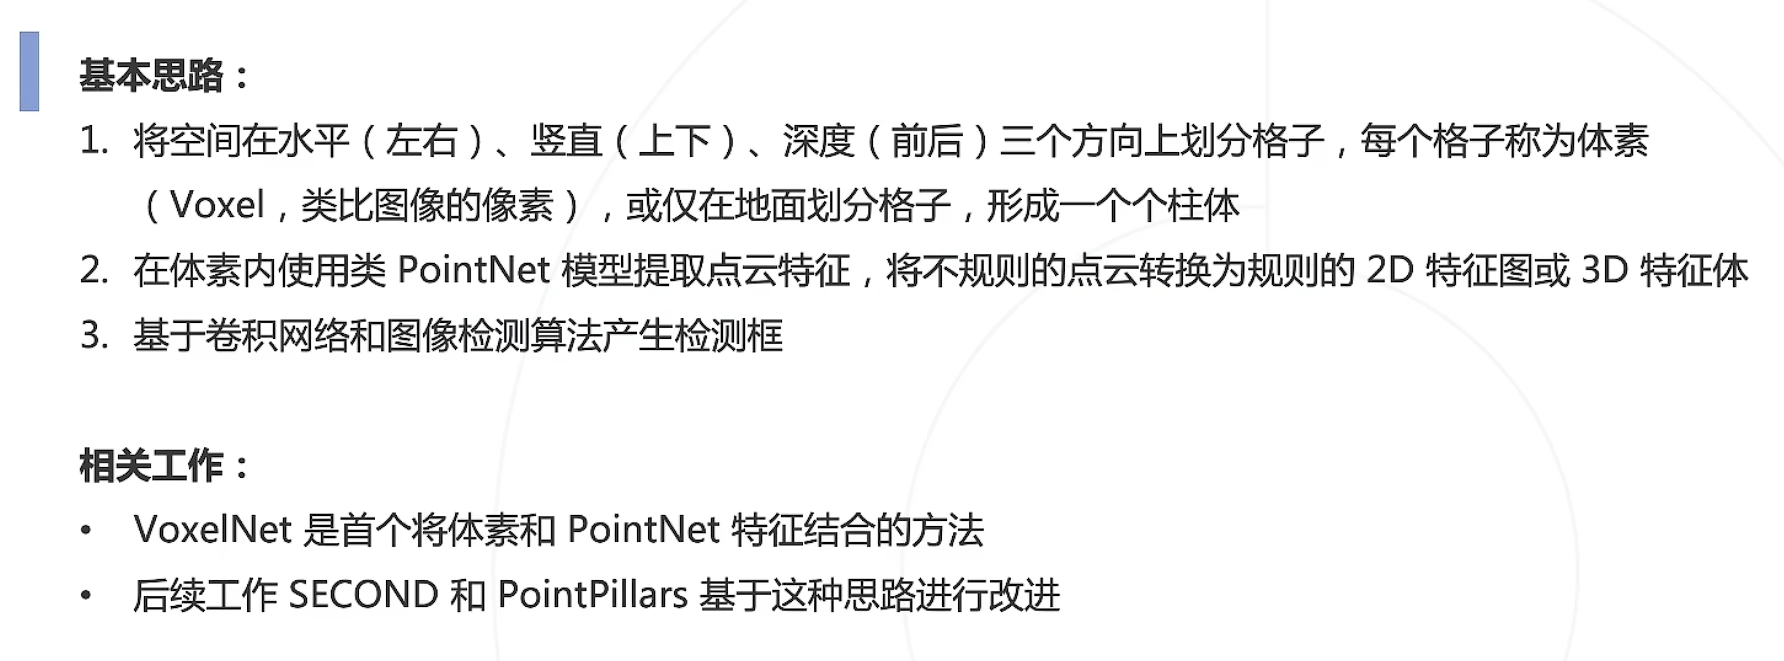 基本思路：
1. 将空间在水平（左右）、竖直（上下）、深度（前后）三个方向上划分格子，每个格子称为体素
（Voxel，类比图像的像素），或仅在地面划分格子，形成一个个柱体
2. 在体素内使用类 PointNet 模型提取点云特征，将不规则的点云转换为规则的 2D 特征图或 3D 特征体
3. 基于卷积网络和图像检测算法产生检测框
相关工作：
• VoxelNet 是首个将体素和 PointNet 特征结合的方法
• 后续工作 SECOND 和 PointPillars 基于这种思路进行改进